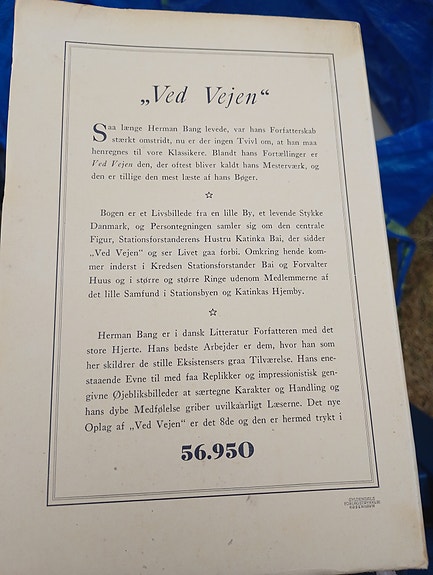 „Ved Vejen“
Saa længe Herman Bang levede, var hans Forfatterskab
stærkt omstridt, nu er der ingen Tvivl om, at han maa
henregnes til vore Klassikere. Blandt hans Fortællinger er
Ved Vejen den, der oftest bliver kaldt hans Mesterværk, og
den er tillige den mest læste af hans Bøger.
Bogen er et Livsbillede fra en lille By, et levende Stykke
Danmark, og Persontegningen samler sig om den centrale
Figur, Stationsforstanderens Hustru Katinka Bai, der sidder
„Ved Vejen“ og ser Livet gaa forbi. Omkring hende kom-
mer inderst i Kredsen Stationsforstander Bai og Forvalter
Huus og i større og større Ringe udenom Medlemmerne af
det lille Samfund i Stationsbyen og Katinkas Hjemby.
Herman Bang er i dansk Litteratur Forfatteren med det
store Hjerte. Hans bedste Arbejder er dem, hvor han som
her skildrer de stille Eksistensers graa Tilværelse. Hans ene-
staaende Evne til med faa Replikker og impressionistisk gen-
givne Øjebliksbilleder at særtegne Karakter og Handling og
hans dybe Medfølelse griber uvilkaarligt Læserne. Det nye
Oplag af „Ved Vejen“ er det 8de og den er hermed trykt i
56.950